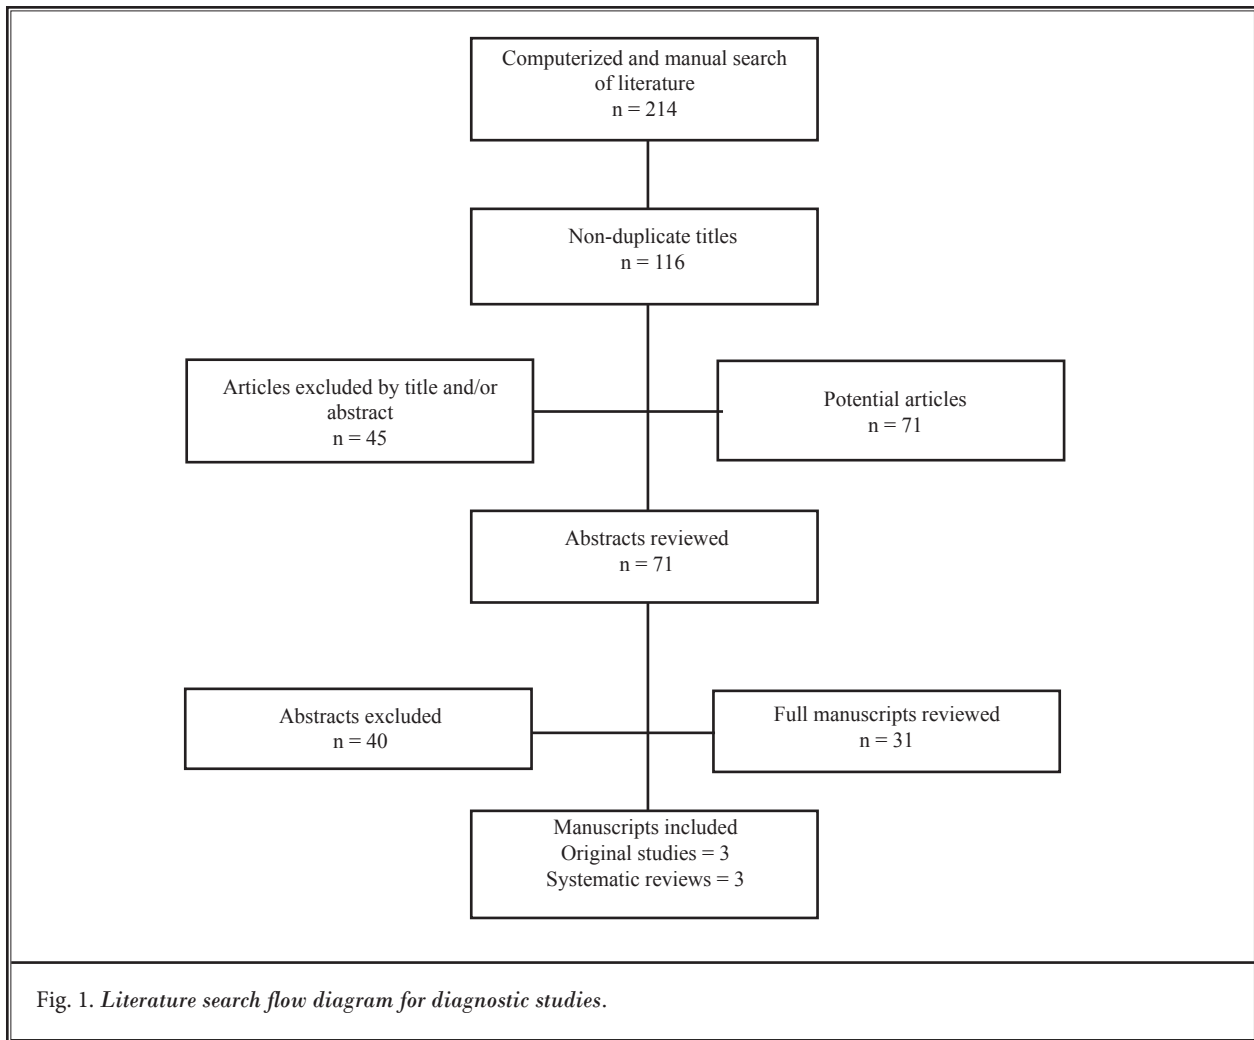 Computerized and manual search
of literature
n = 214
Non-duplicate titles
n = 116
Articles excluded by title and/or
abstract
n = 45
Potential articles
n = 71
Abstracts reviewed
n = 71
Abstracts excluded
n = 40
Full manuscripts reviewed
n = 31
Manuscripts included
Original studies = 3
Systematic reviews = 3
Fig. 1. Literature search flow diagram for diagnostic studies.